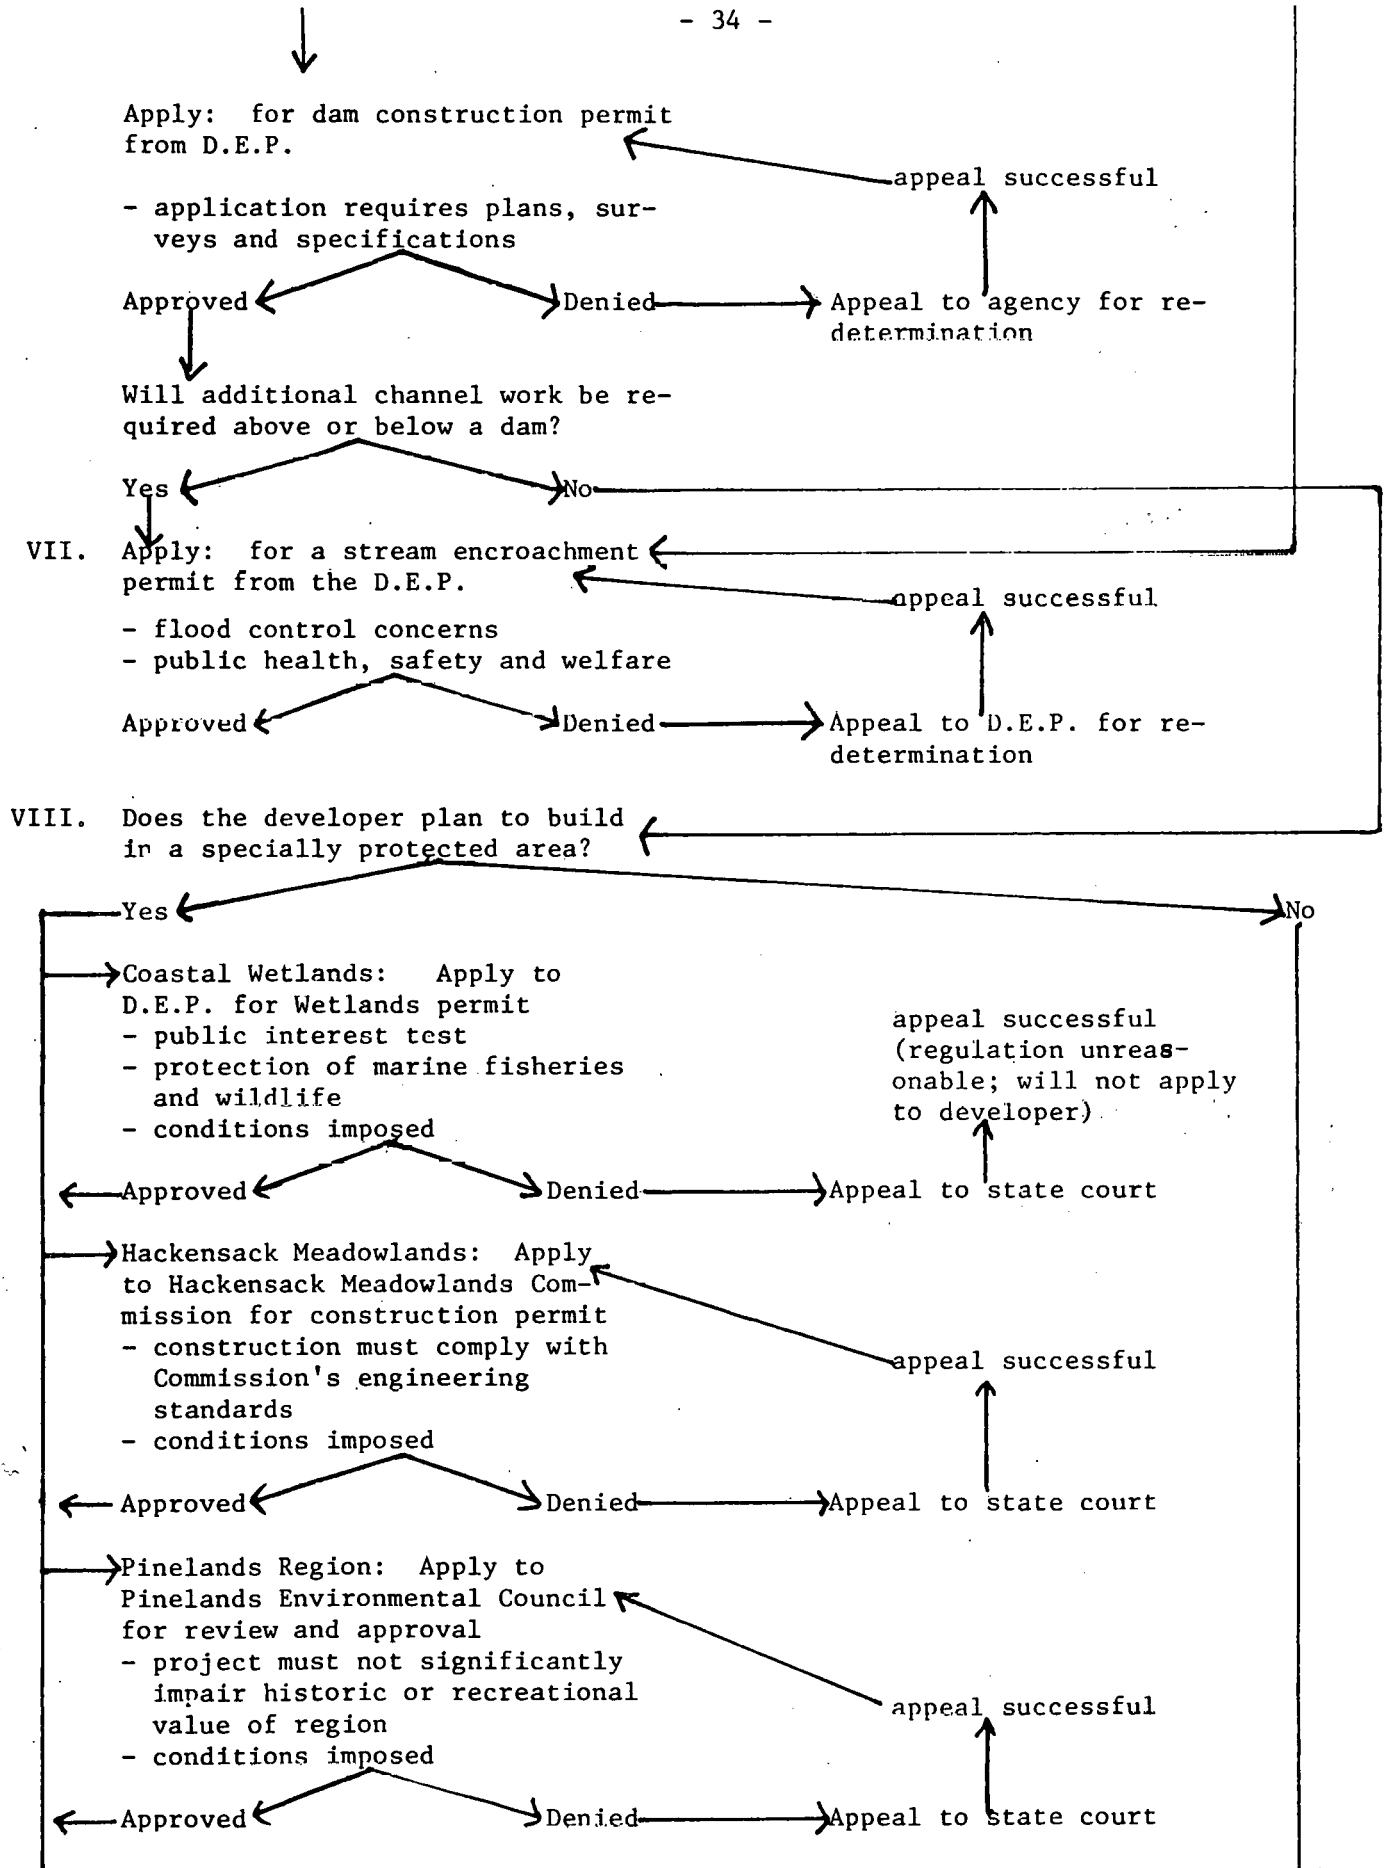 - 34 -
Apply: for dam construction permit
from D.E.P.
appeal successful
- application requires plans, sur-
veys and specifications
Approved
Denied
Appeal to agency for re-
determination
Will additional channel work be re-
quired above or below a dam?
Yes
No
VII. Apply: for a stream encroachment
permit from the D.E.P.
appeal successful
- flood control concerns
- public health, safety and welfare
Approved
Denied
Appeal to D.E.P. for re-
determination
VIII. Does the developer plan to build
in a specially protected area?
Yes
No
Coastal Wetlands: Apply to
D.E.P. for Wetlands permit
- public interest test
- protection of marine fisheries
and wildlife
- conditions imposed
appeal successful
(regulation unreas-
onable; will not apply
to developer)
Approved
Denied
Appeal to state court
Hackensack Meadowlands: Apply
to Hackensack Meadowlands Com-
mission for construction permit
- construction must comply with
Commission's engineering
standards
- conditions imposed
appeal successful
Approved
Denied
Appeal to state court
Pinelands Region: Apply to
Pinelands Environmental Council
for review and approval
- project must not significantly
impair historic or recreational
value of region
- conditions imposed
appeal successful
Approved
Denied
Appeal to state court